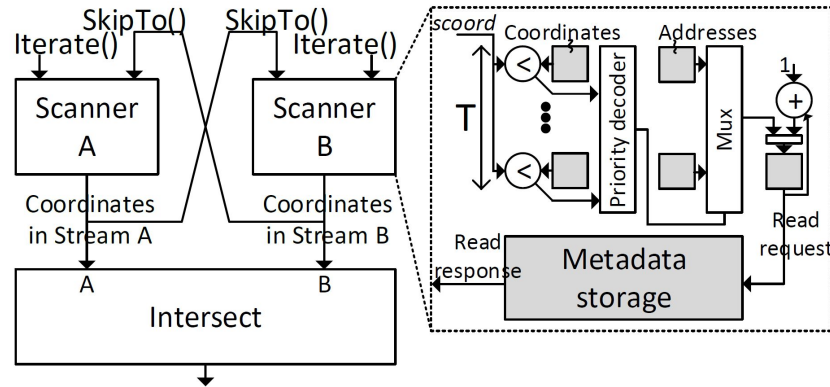 SkipTo() SkipTo()
Iterate() Iterate()
Scanner
A
Scanner
B
Coordinates
in Stream A
Coordinates
in Stream B
A
B
Intersect
scoord
Coordinates
Addresses
T
<
<
Priority decoder
Mux
1
+
Read
request
Read
response
Metadata
storage